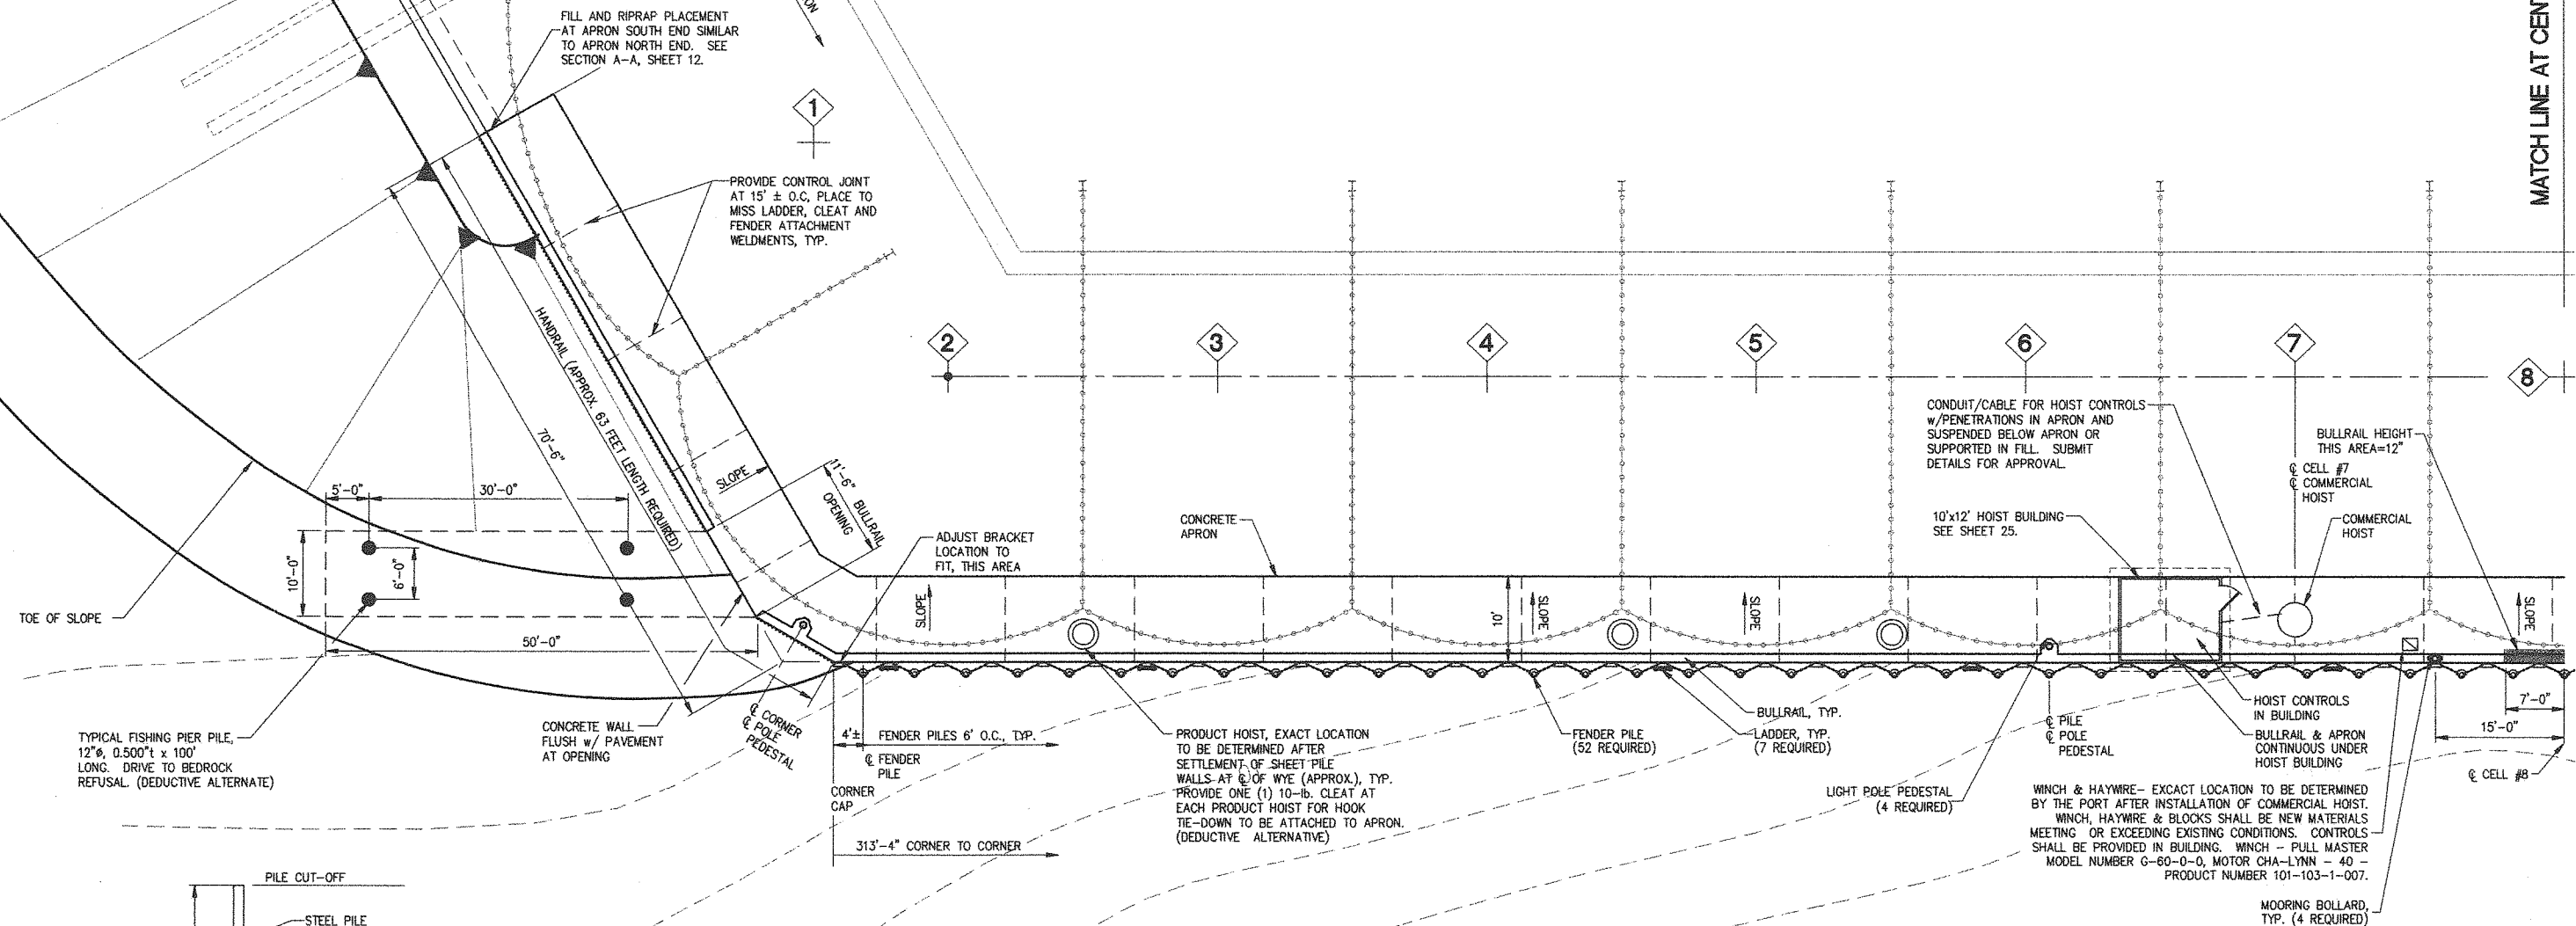 FILL AND RIPRAP PLACEMENT
AT APRON SOUTH END SIMILAR
TO APRON NORTH END. SEE
SECTION A-A, SHEET 12.
ON
MATCH LINE AT CEN
1
PROVIDE CONTROL JOINT
AT 15' ± O.C, PLACE TO
MISS LADDER, CLEAT AND
FENDER ATTACHMENT
WELDMENTS, TYP.
HANDRAIL (APPROX. 63 FEET LENGTH REQUIRED)
70'-6"
2
3
4
5
6
7
8
CONDUIT/CABLE FOR HOIST CONTROLS
w/PENETRATIONS IN APRON AND
SUSPENDED BELOW APRON OR
SUPPORTED IN FILL. SUBMIT
DETAILS FOR APPROVAL.
BULLRAIL HEIGHT
THIS AREA=12"
℄ CELL #7
℄ COMMERCIAL
HOIST
COMMERCIAL
HOIST
10'x12' HOIST BUILDING
SEE SHEET 25.
SLOPE
11'-6" BULLRAIL
OPENING
5'-0"
30'-0"
10'-0"
6'-0"
50'-0"
TOE OF SLOPE
ADJUST BRACKET
LOCATION TO
FIT, THIS AREA
CONCRETE
APRON
SLOPE
10'
SLOPE
SLOPE
SLOPE
TYPICAL FISHING PIER PILE,
12"ø, 0.500"t x 100'
LONG. DRIVE TO BEDROCK
REFUSAL. (DEDUCTIVE ALTERNATE)
CONCRETE WALL
FLUSH w/ PAVEMENT
AT OPENING
℄ CORNER
℄ POLE
PEDESTAL
4'±
FENDER PILES 6' O.C., TYP.
℄ FENDER
PILE
CORNER
CAP
313'-4" CORNER TO CORNER
PRODUCT HOIST, EXACT LOCATION
TO BE DETERMINED AFTER
SETTLEMENT OF SHEET PILE
WALLS AT ℄ OF WYE (APPROX.), TYP.
PROVIDE ONE (1) 10-lb. CLEAT AT
EACH PRODUCT HOIST FOR HOOK
TIE-DOWN TO BE ATTACHED TO APRON.
(DEDUCTIVE ALTERNATIVE)
FENDER PILE
(52 REQUIRED)
BULLRAIL, TYP.
LADDER, TYP.
(7 REQUIRED)
LIGHT POLE PEDESTAL
(4 REQUIRED)
℄ PILE
℄ POLE
PEDESTAL
HOIST CONTROLS
IN BUILDING
BULLRAIL & APRON
CONTINUOUS UNDER
HOIST BUILDING
7'-0"
15'-0"
℄ CELL #8
WINCH & HAYWIRE- EXCACT LOCATION TO BE DETERMINED
BY THE PORT AFTER INSTALLATION OF COMMERCIAL HOIST.
WINCH, HAYWIRE & BLOCKS SHALL BE NEW MATERIALS
MEETING OR EXCEEDING EXISTING CONDITIONS. CONTROLS
SHALL BE PROVIDED IN BUILDING. WINCH - PULL MASTER
MODEL NUMBER G-60-0-0, MOTOR CHA-LYNN - 40 -
PRODUCT NUMBER 101-103-1-007.
MOORING BOLLARD,
TYP. (4 REQUIRED)
PILE CUT-OFF
STEEL PILE